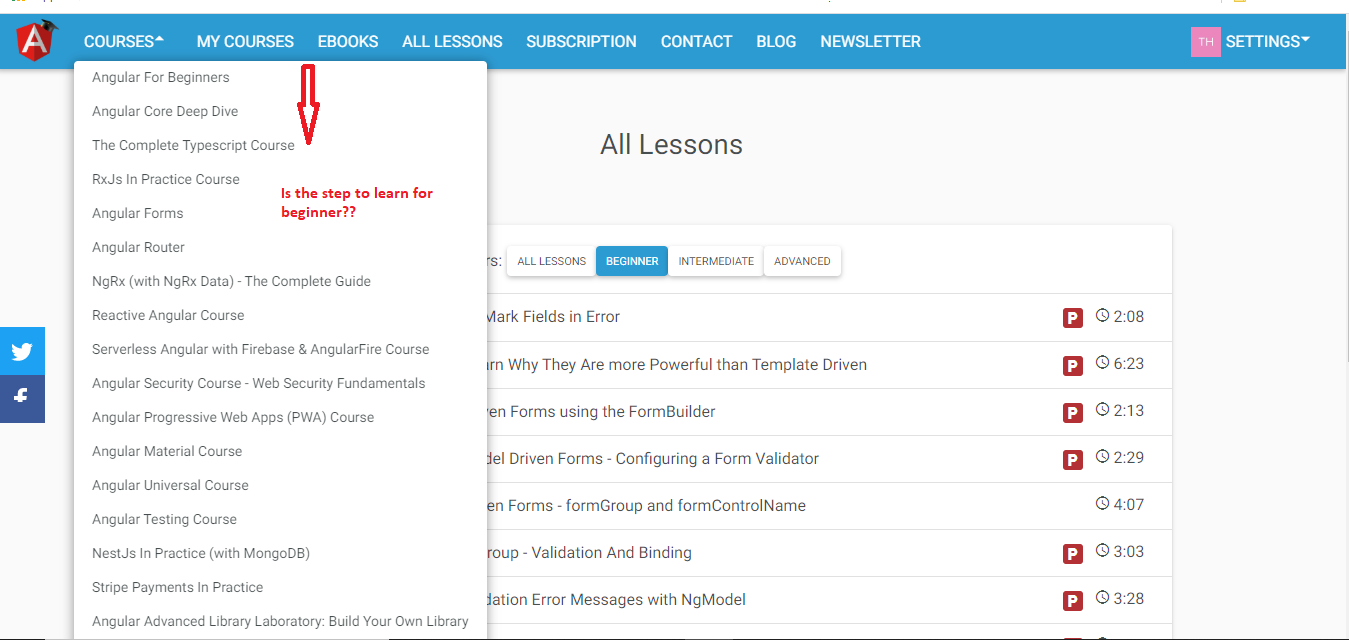 COURSES MY COURSES EBOOKS ALL LESSONS SUBSCRIPTION CONTACT BLOG NEWSLETTER TH SETTINGS
Angular For Beginners
Angular Core Deep Dive
The Complete Typescript Course
RxJs In Practice Course
Angular Forms
Angular Router
NgRx (with NgRx Data) - The Complete Guide
Reactive Angular Course
Serverless Angular with Firebase & AngularFire Course
Angular Security Course - Web Security Fundamentals
Angular Progressive Web Apps (PWA) Course
Angular Material Course
Angular Universal Course
Angular Testing Course
NestJs In Practice (with MongoDB)
Stripe Payments In Practice
Angular Advanced Library Laboratory: Build Your Own Library
Is the step to learn for
beginner??
All Lessons
ALL LESSONS BEGINNER INTERMEDIATE ADVANCED
Mark Fields in Error P 2:08
Why They Are more Powerful than Template Driven P 6:23
Forms using the FormBuilder P 2:13
Driven Forms - Configuring a Form Validator P 2:29
Forms - formGroup and formControlName 4:07
- Validation And Binding P 3:03
Error Messages with NgModel P 3:28